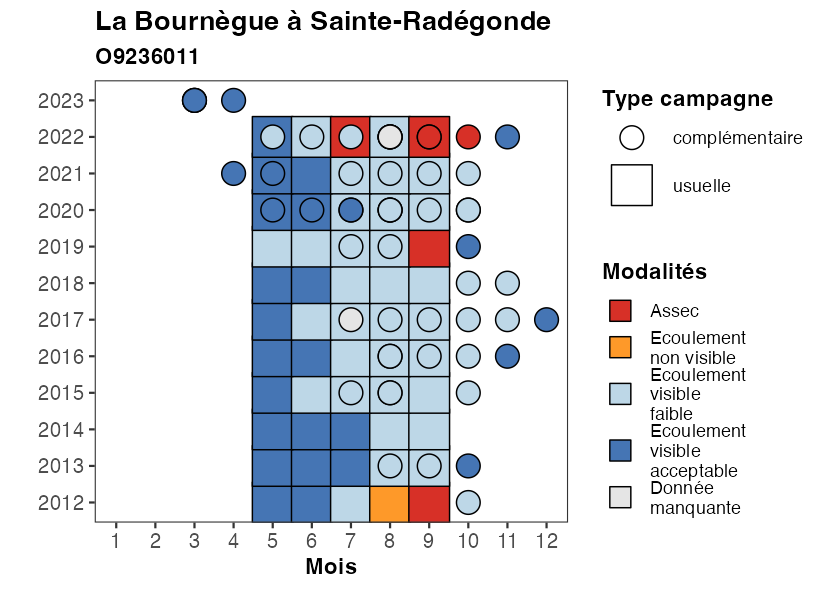 La Bournègue à Sainte-Radégonde
O9236011
2023
2022
2021
2020
2019
2018
2017
2016
2015
2014
2013
2012
1 2 3 4 5 6 7 8 9 10 11 12
Mois
Type campagne
complémentaire
usuelle
Modalités
Assec
Ecoulement
non visible
Ecoulement
visible
faible
Ecoulement
visible
acceptable
Donnée
manquante